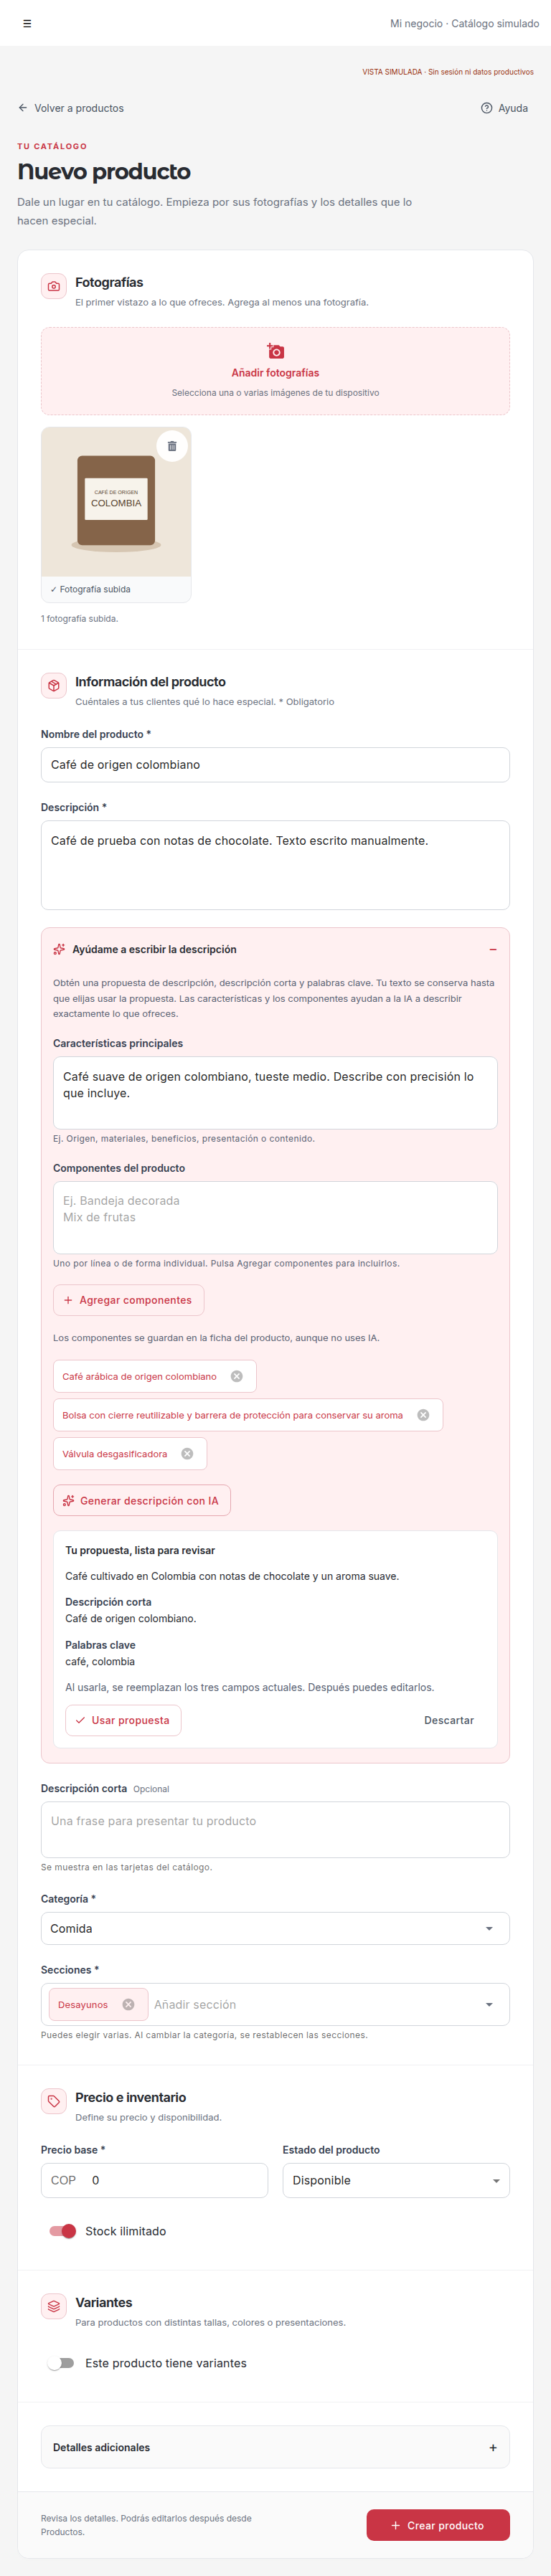 Mi negocio · Catálogo simulado
VISTA SIMULADA · Sin sesión ni datos productivos
Volver a productos
Ayuda
TU CATÁLOGO
Nuevo producto
Dale un lugar en tu catálogo. Empieza por sus fotografías y los detalles que lo
hacen especial.
Fotografías
El primer vistazo a lo que ofreces. Agrega al menos una fotografía.
Añadir fotografías
Selecciona una o varias imágenes de tu dispositivo
CAFÉ DE ORIGEN
COLOMBIA
✓ Fotografía subida
1 fotografía subida.
Información del producto
Cuéntales a tus clientes qué lo hace especial. * Obligatorio
Nombre del producto *
Café de origen colombiano
Descripción *
Café de prueba con notas de chocolate. Texto escrito manualmente.
Ayúdame a escribir la descripción
Obtén una propuesta de descripción, descripción corta y palabras clave. Tu texto se conserva hasta
que elijas usar la propuesta. Las características y los componentes ayudan a la IA a describir
exactamente lo que ofreces.
Características principales
Café suave de origen colombiano, tueste medio. Describe con precisión lo
que incluye.
Ej. Origen, materiales, beneficios, presentación o contenido.
Componentes del producto
Ej. Bandeja decorada
Mix de frutas
Uno por línea o de forma individual. Pulsa Agregar componentes para incluirlos.
Agregar componentes
Los componentes se guardan en la ficha del producto, aunque no uses IA.
Café arábica de origen colombiano
Bolsa con cierre reutilizable y barrera de protección para conservar su aroma
Válvula desgasificadora
Generar descripción con IA
Tu propuesta, lista para revisar
Café cultivado en Colombia con notas de chocolate y un aroma suave.
Descripción corta
Café de origen colombiano.
Palabras clave
café, colombia
Al usarla, se reemplazan los tres campos actuales. Después puedes editarlos.
Usar propuesta
Descartar
Descripción corta Opcional
Una frase para presentar tu producto
Se muestra en las tarjetas del catálogo.
Categoría *
Comida
Secciones *
Desayunos
Añadir sección
Puedes elegir varias. Al cambiar la categoría, se restablecen las secciones.
Precio e inventario
Define su precio y disponibilidad.
Precio base *
Estado del producto
COP 0
Disponible
Stock ilimitado
Variantes
Para productos con distintas tallas, colores o presentaciones.
Este producto tiene variantes
Detalles adicionales
Revisa los detalles. Podrás editarlos después desde
Productos.
Crear producto